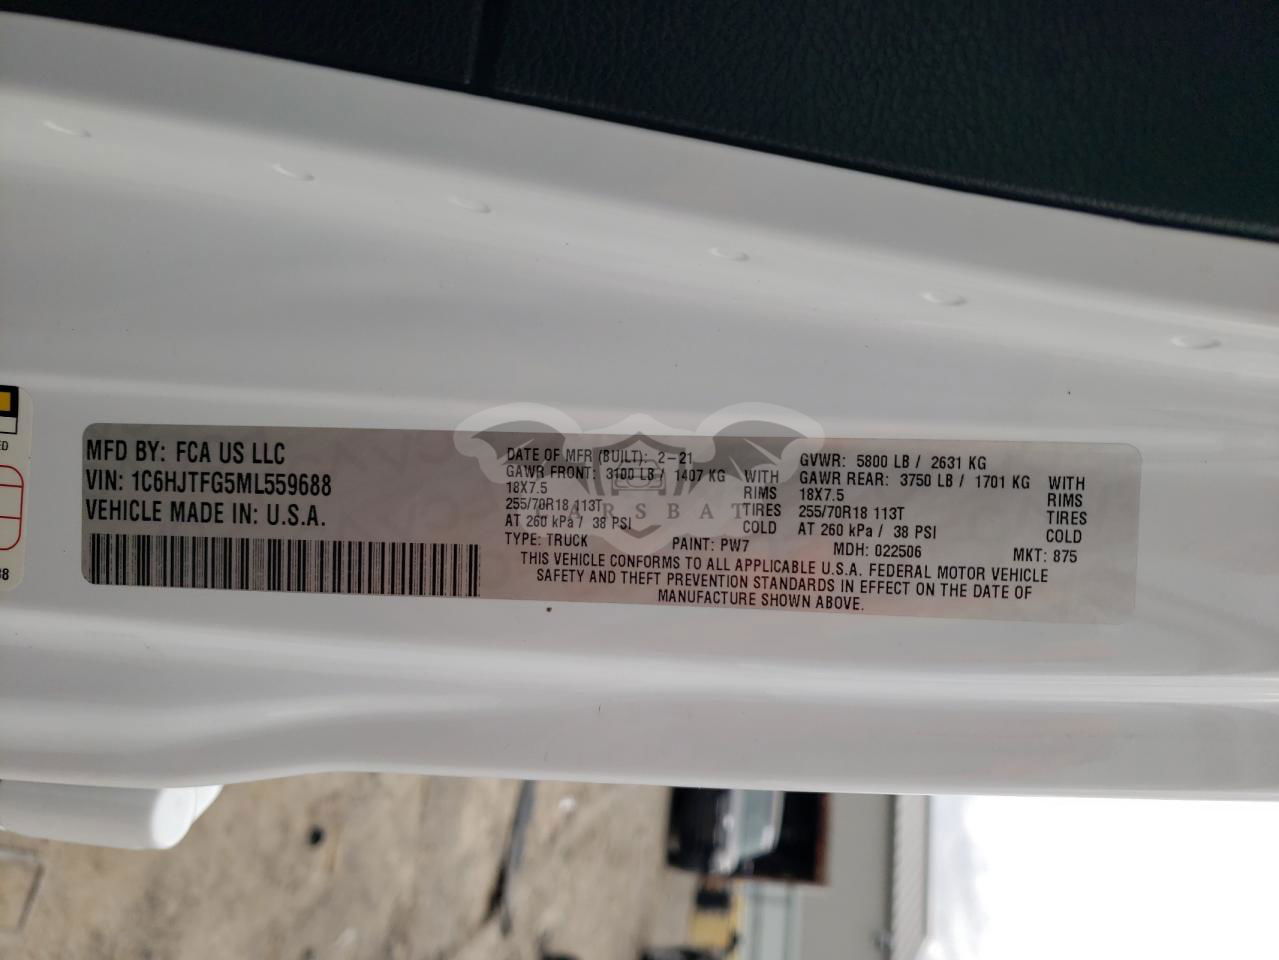 MFD BY: FCA US LLC
VIN: 1C6HJTFG5ML559688
VEHICLE MADE IN: U.S.A.
DATE OF MFR (BUILT): 2-21
GAWR FRONT: 3100 LB / 1407 KG WITH
18X7.5 RIMS
255/70R18 113T TIRES
AT 260 kPa / 38 PSI COLD
GVWR: 5800 LB / 2631 KG
GAWR REAR: 3750 LB / 1701 KG WITH
18X7.5 RIMS
255/70R18 113T TIRES
AT 260 kPa / 38 PSI COLD
TYPE: TRUCK PAINT: PW7 MDH: 022506 MKT: 875
THIS VEHICLE CONFORMS TO ALL APPLICABLE U.S.A. FEDERAL MOTOR VEHICLE
SAFETY AND THEFT PREVENTION STANDARDS IN EFFECT ON THE DATE OF
MANUFACTURE SHOWN ABOVE.
CARSBAT